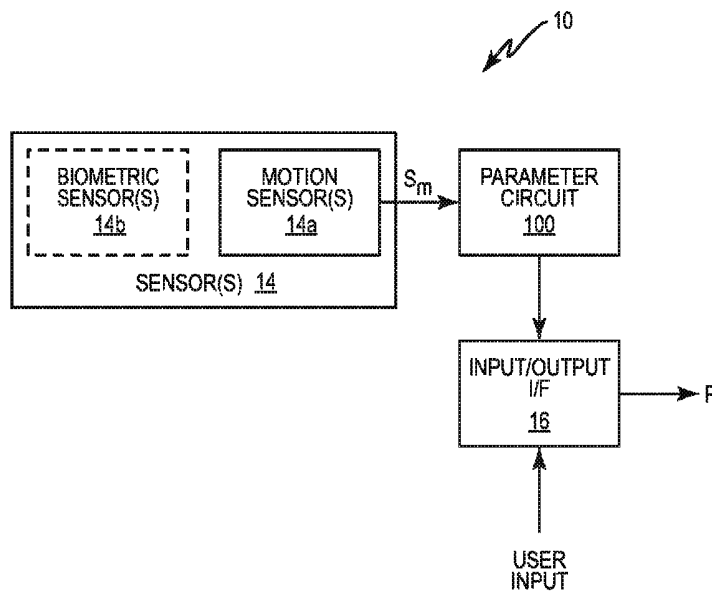 10
BIOMETRIC
SENSOR(S)
14b
MOTION
SENSOR(S)
14a
SENSOR(S) 14
Sm
PARAMETER
CIRCUIT
100
INPUT/OUTPUT
I/F
16
P
USER
INPUT